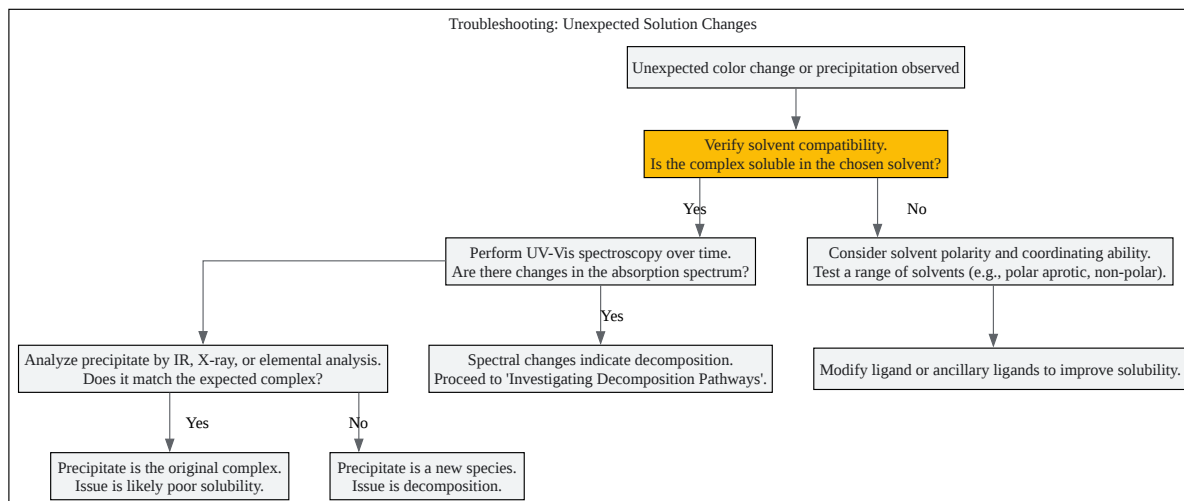 Troubleshooting: Unexpected Solution Changes
Unexpected color change or precipitation observed
Verify solvent compatibility.
Is the complex soluble in the chosen solvent?
Yes
No
Perform UV-Vis spectroscopy over time.
Are there changes in the absorption spectrum?
Consider solvent polarity and coordinating ability.
Test a range of solvents (e.g., polar aprotic, non-polar).
Yes
Analyze precipitate by IR, X-ray, or elemental analysis.
Does it match the expected complex?
Spectral changes indicate decomposition.
Proceed to 'Investigating Decomposition Pathways'.
Modify ligand or ancillary ligands to improve solubility.
Yes
No
Precipitate is the original complex.
Issue is likely poor solubility.
Precipitate is a new species.
Issue is decomposition.